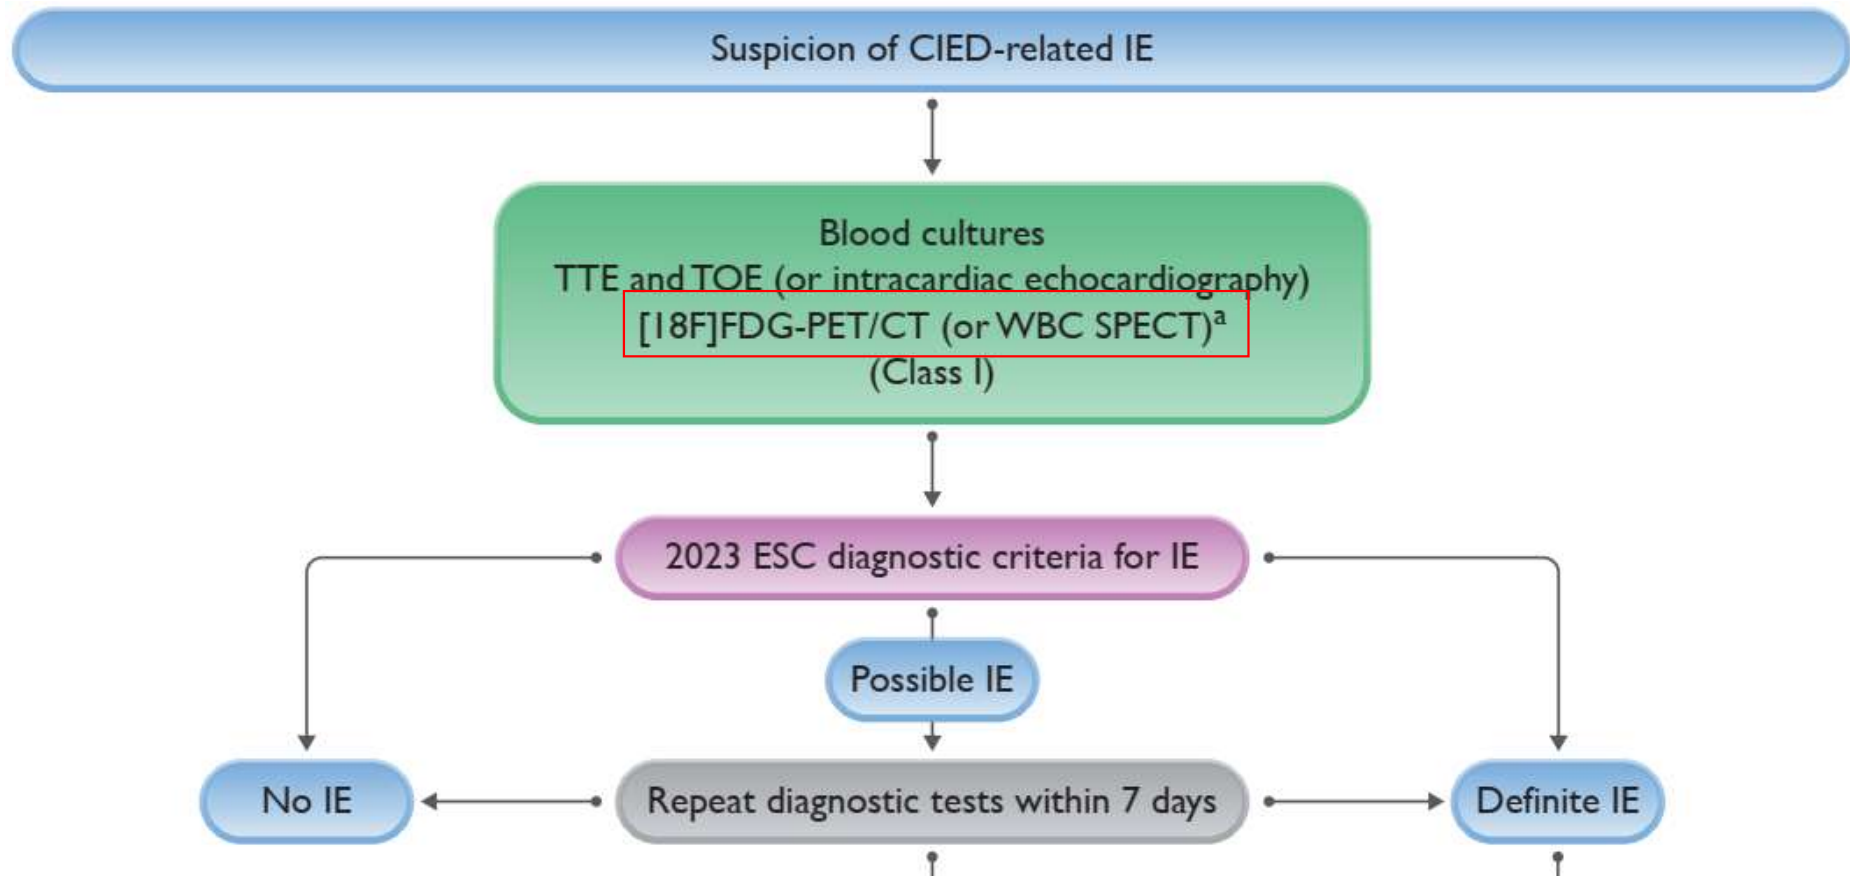 Suspicion of CIED-related IE
Blood cultures
TTE and TOE (or intracardiac echocardiography)
[18F]FDG-PET/CT (or WBC SPECT)ᵃ
(Class I)
2023 ESC diagnostic criteria for IE
Possible IE
No IE
Repeat diagnostic tests within 7 days
Definite IE